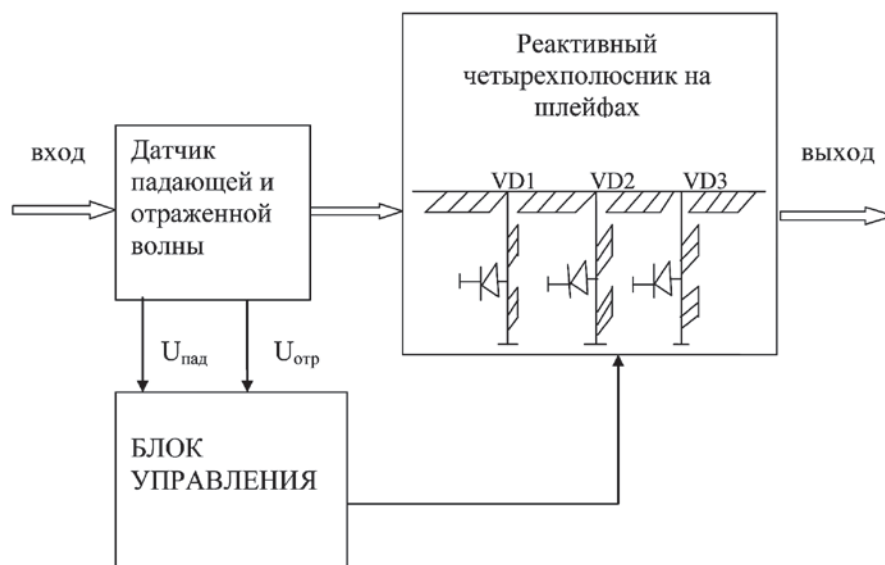 Реактивный
четырехполюсник на
шлейфах
вход
Датчик
падающей и
отраженной
волны
выход
VD1 VD2 VD3
Uпад Uотр
БЛОК
УПРАВЛЕНИЯ